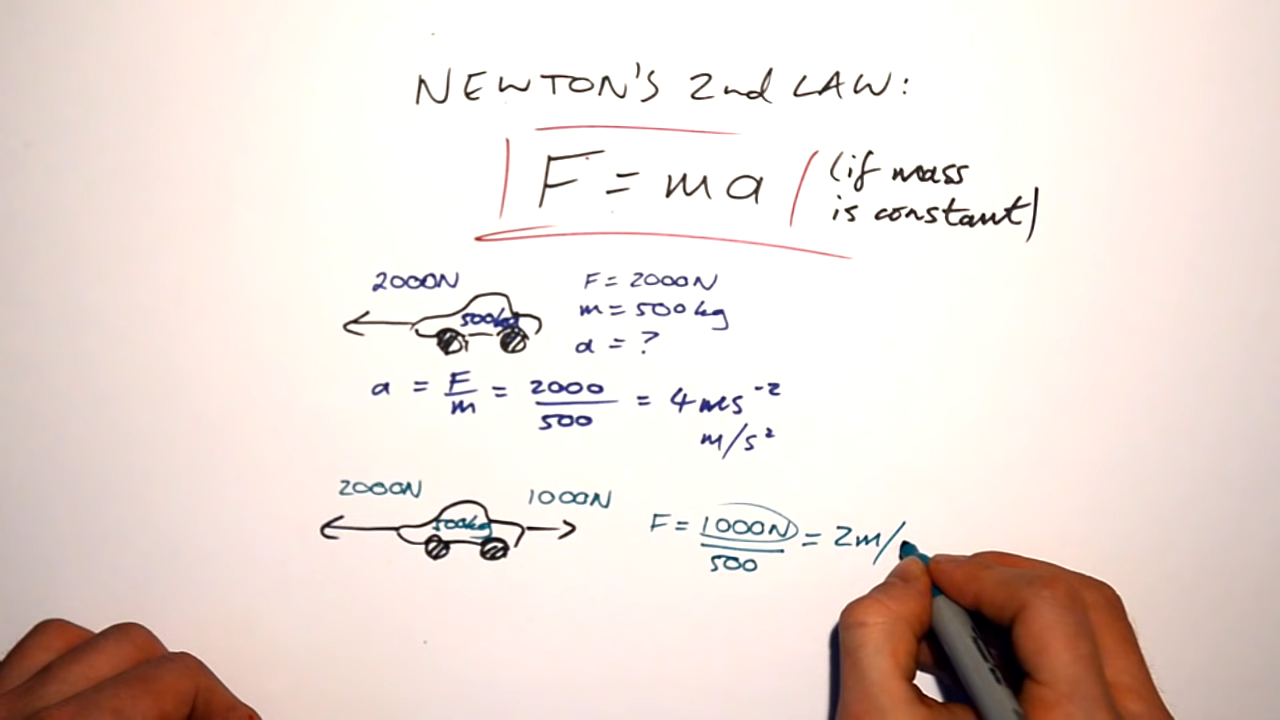 NEWTON'S 2nd LAW:
F = ma (if mass
is constant)
2000N
500kg
F = 2000N
m = 500kg
a = ?
a = F/m = 2000/500 = 4ms⁻²
m/s²
2000N 1000N
500kg
F = 1000N/500 = 2m/